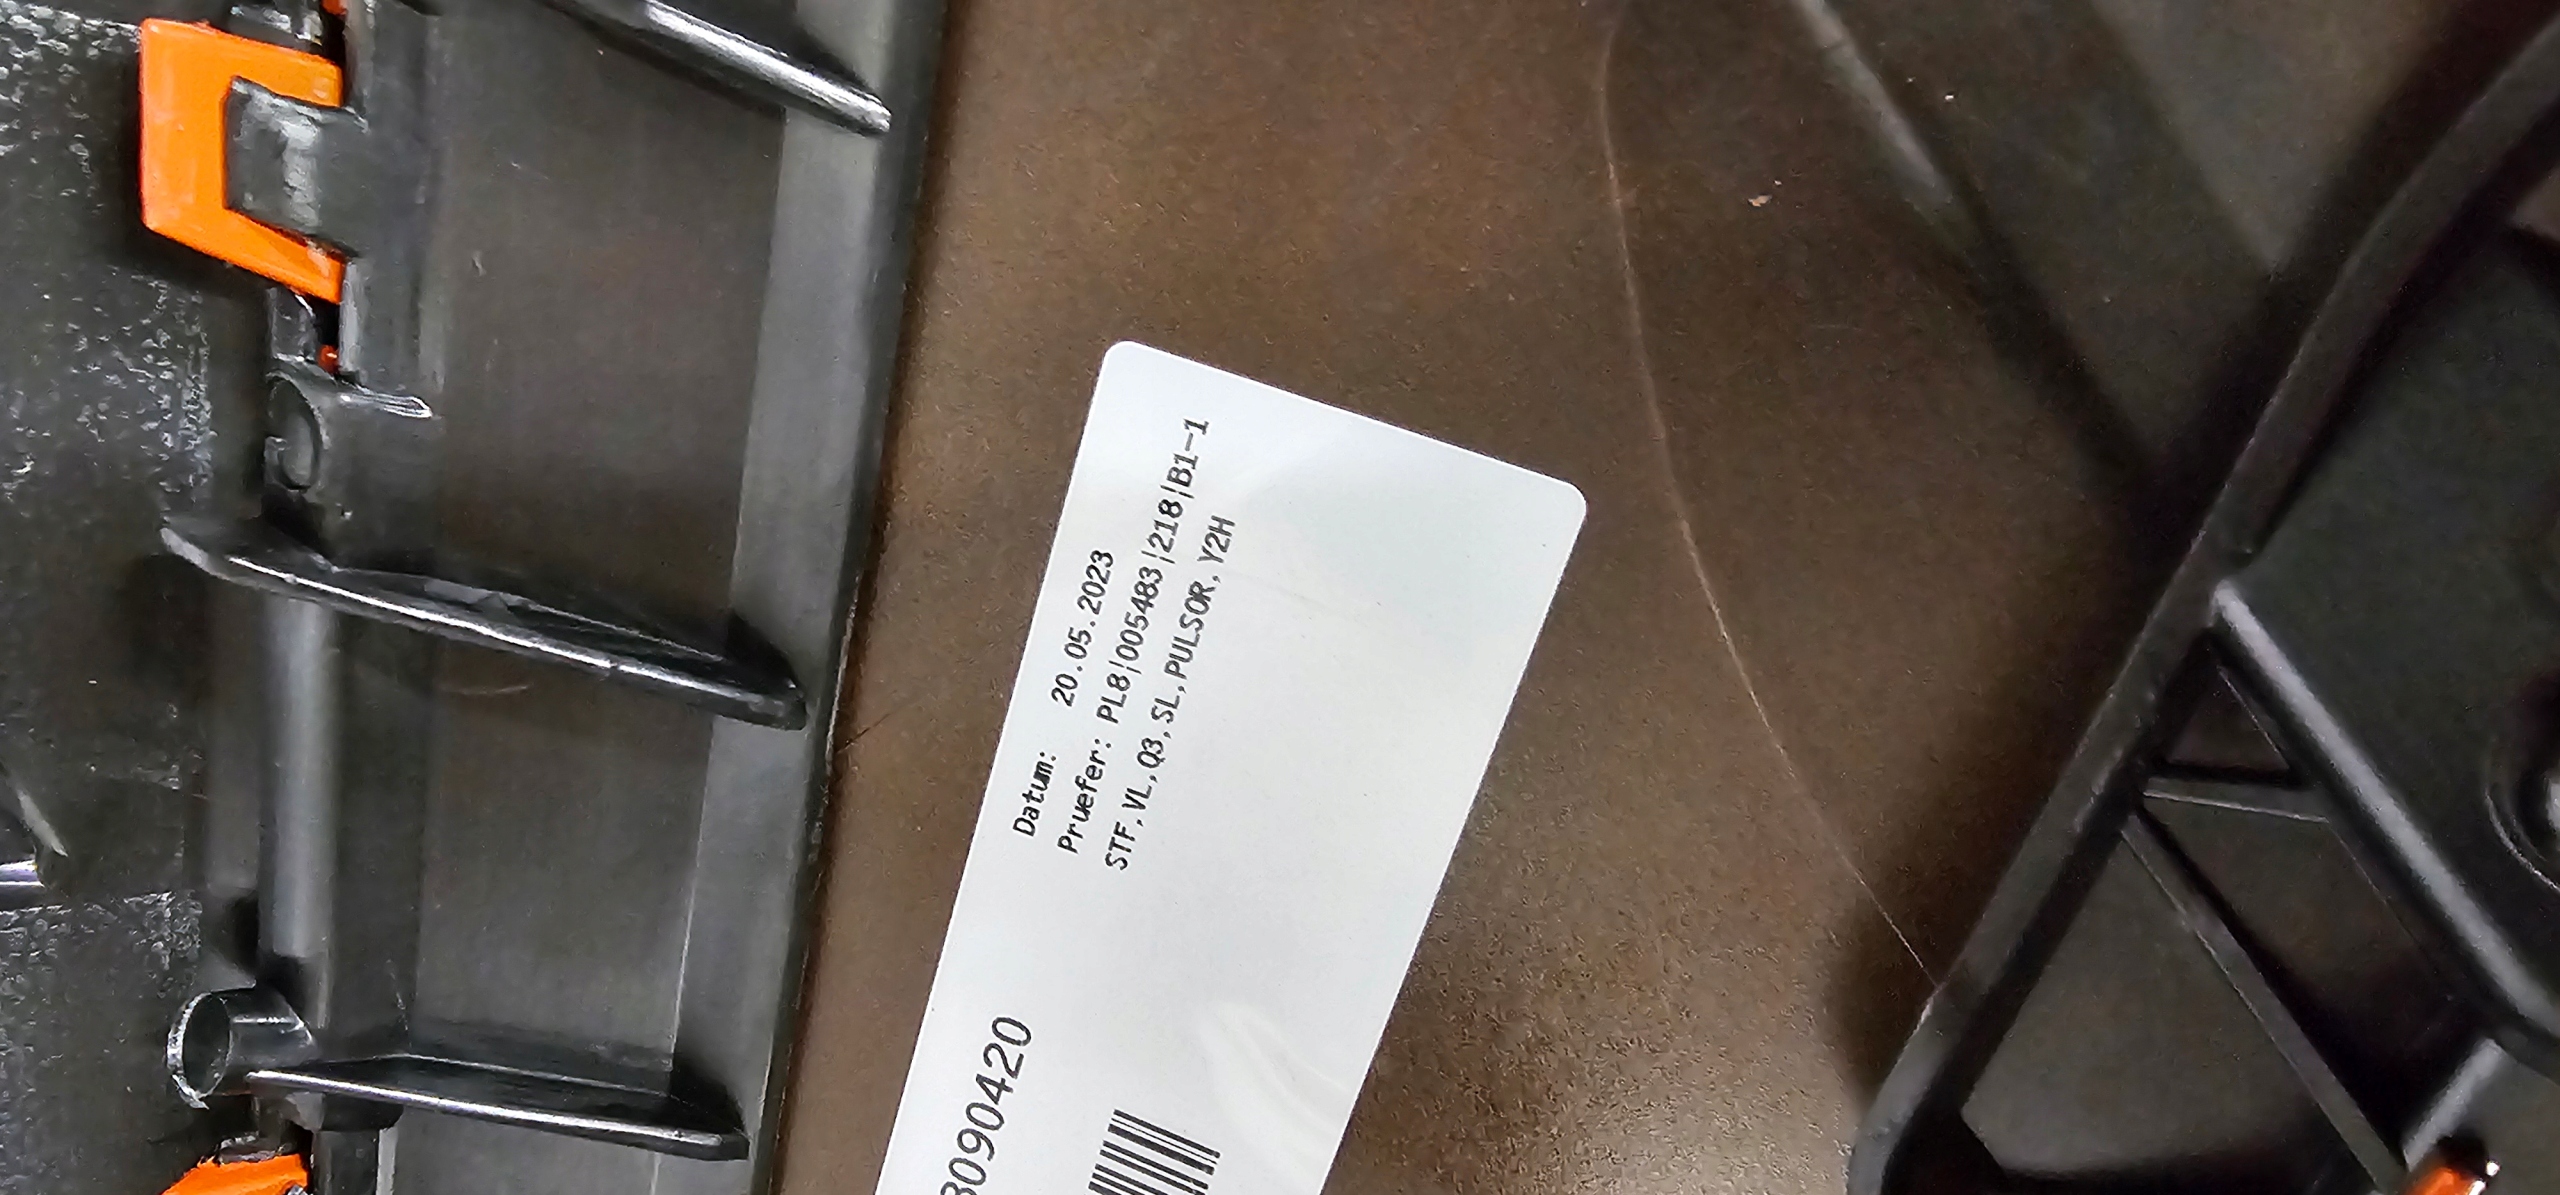 Datum: 20.05.2023
Pruefer: PL8|005483|218|B1-1
STF,VL,Q3,SL,PULSOR,Y2H
3090420